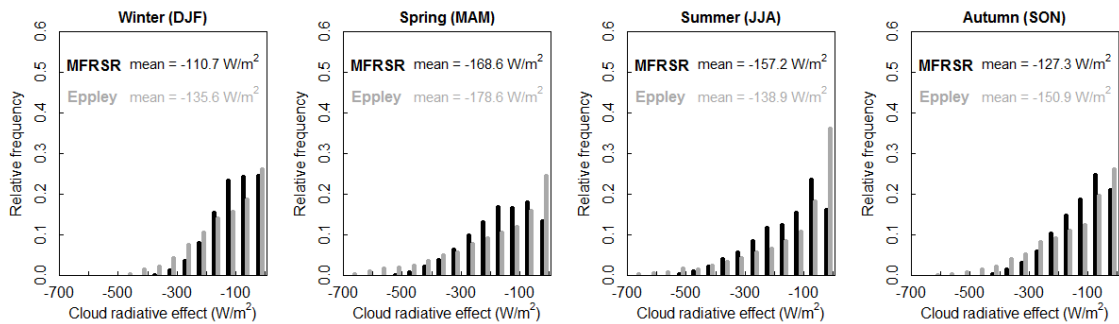 Winter (DJF)
MFRSR mean = -110.7 W/m²
Eppley mean = -135.6 W/m²
Relative frequency
0.0 0.1 0.2 0.3 0.4 0.5 0.6
-700 -500 -300 -100
Cloud radiative effect (W/m²)
Spring (MAM)
MFRSR mean = -168.6 W/m²
Eppley mean = -178.6 W/m²
Relative frequency
0.0 0.1 0.2 0.3 0.4 0.5 0.6
-700 -500 -300 -100
Cloud radiative effect (W/m²)
Summer (JJA)
MFRSR mean = -157.2 W/m²
Eppley mean = -138.9 W/m²
Relative frequency
0.0 0.1 0.2 0.3 0.4 0.5 0.6
-700 -500 -300 -100
Cloud radiative effect (W/m²)
Autumn (SON)
MFRSR mean = -127.3 W/m²
Eppley mean = -150.9 W/m²
Relative frequency
0.0 0.1 0.2 0.3 0.4 0.5 0.6
-700 -500 -300 -100
Cloud radiative effect (W/m²)